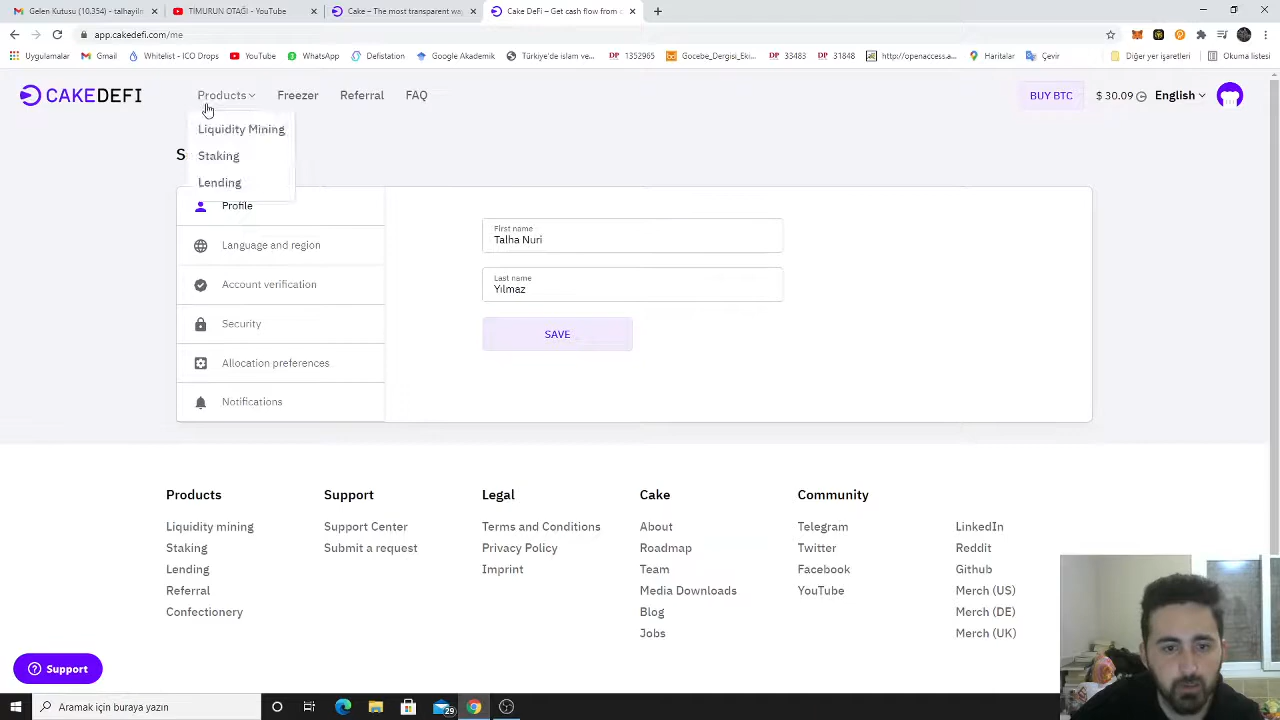 Gelen Kutusu (10.354) - talhayilm
TIMURUN OTAĞI - YouTube
Cake – The most transparent wa
Cake DeFi – Get cash flow from c
app.cakedefi.com/me
Uygulamalar
Gmail
Whitelist - ICO Drops
YouTube
WhatsApp
Defistation
Google Akademik
Türkiye'de islam ve...
DP 1352965
Gocebe_Dergisi_Ek...
DP 33483
DP 31848
http://openaccess.a...
Haritalar
Çevir
Diğer yer işaretleri
Okuma listesi
CAKEDEFI
Products
Freezer
Referral
FAQ
BUY BTC
$ 30.09
English
Liquidity Mining
Staking
Lending
S
Profile
Language and region
Account verification
Security
Allocation preferences
Notifications
First name
Talha Nuri
Last name
Yılmaz
SAVE
Products
Liquidity mining
Staking
Lending
Referral
Confectionery
Support
Support Center
Submit a request
Legal
Terms and Conditions
Privacy Policy
Imprint
Cake
About
Roadmap
Team
Media Downloads
Blog
Jobs
Community
Telegram
Twitter
Facebook
YouTube
LinkedIn
Reddit
Github
Merch (US)
Merch (DE)
Merch (UK)
Support
Aramak için buraya yazın
29